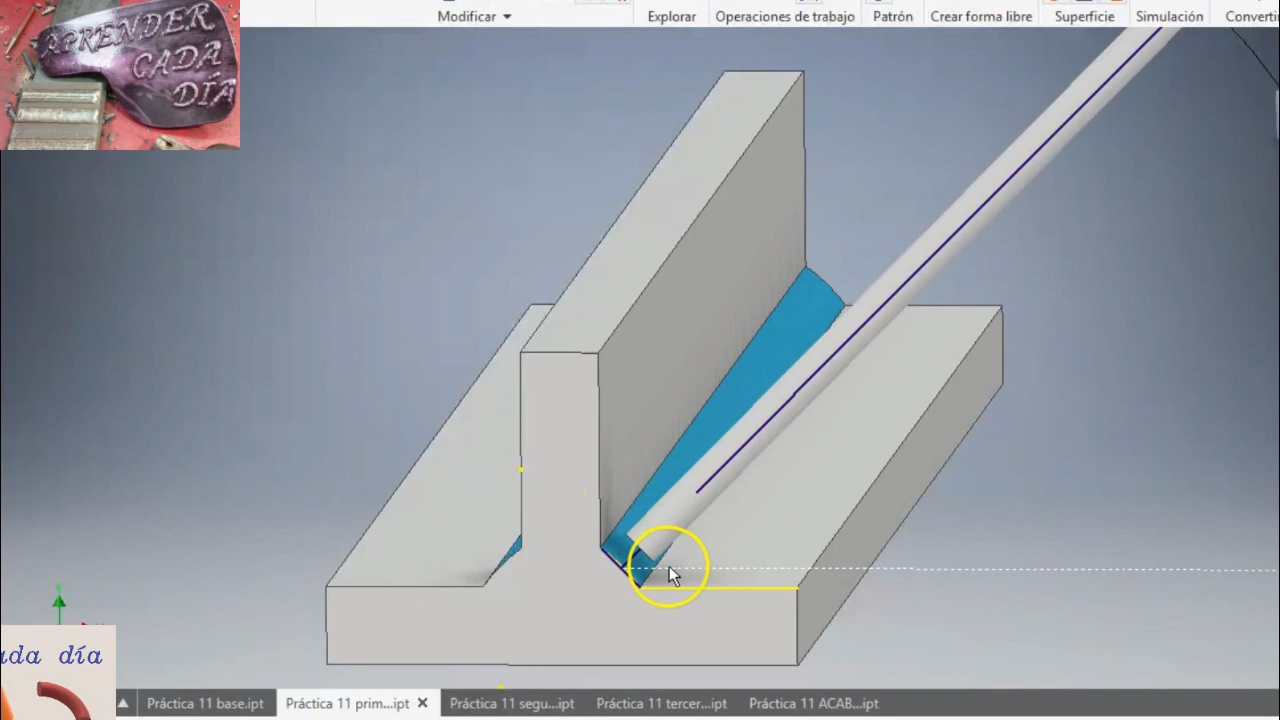 Modificar
Explorar
Operaciones de trabajo
Patrón
Crear forma libre
Superficie
Simulación
Converti
APRENDER
CADA
DÍA
ada día
Práctica 11 base.ipt
Práctica 11 prim...ipt
Práctica 11 segu...ipt
Práctica 11 tercer...ipt
Práctica 11 ACAB...ipt